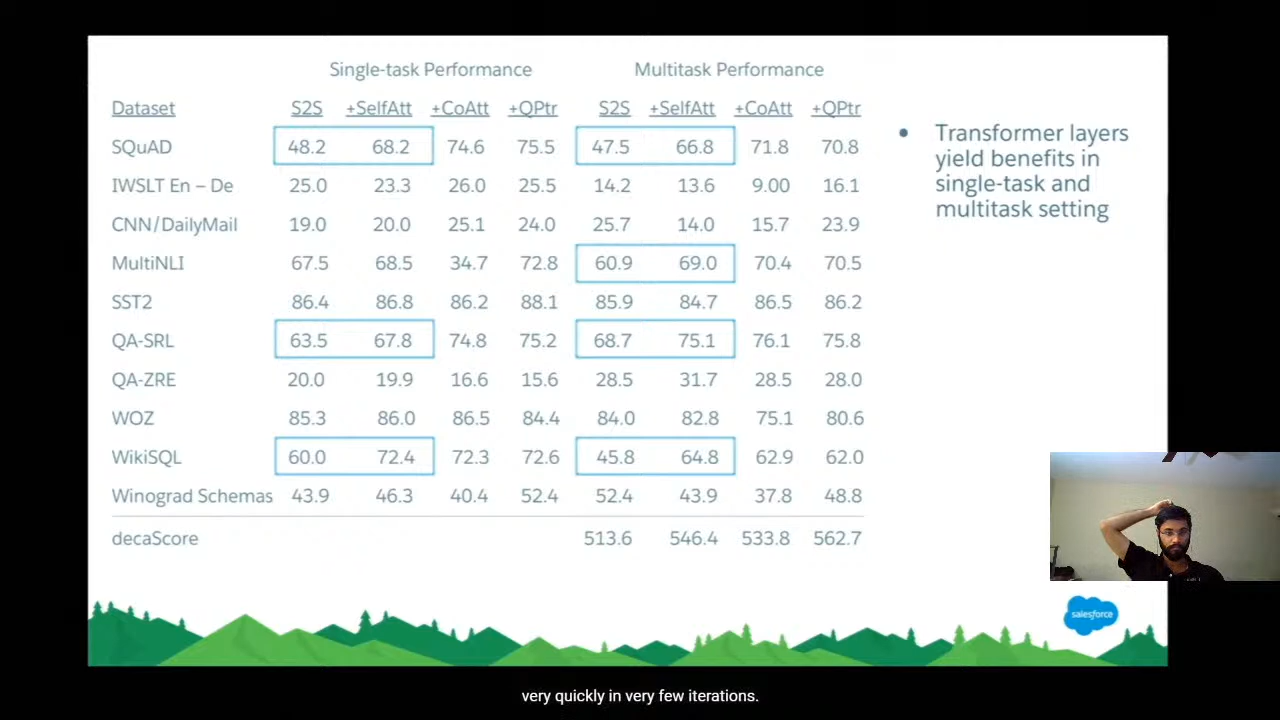 Single-task Performance Multitask Performance
Dataset S2S +SelfAtt +CoAtt +QPtr S2S +SelfAtt +CoAtt +QPtr
SQuAD 48.2 68.2 74.6 75.5 47.5 66.8 71.8 70.8
IWSLT En – De 25.0 23.3 26.0 25.5 14.2 13.6 9.00 16.1
CNN/DailyMail 19.0 20.0 25.1 24.0 25.7 14.0 15.7 23.9
MultiNLI 67.5 68.5 34.7 72.8 60.9 69.0 70.4 70.5
SST2 86.4 86.8 86.2 88.1 85.9 84.7 86.5 86.2
QA-SRL 63.5 67.8 74.8 75.2 68.7 75.1 76.1 75.8
QA-ZRE 20.0 19.9 16.6 15.6 28.5 31.7 28.5 28.0
WOZ 85.3 86.0 86.5 84.4 84.0 82.8 75.1 80.6
WikiSQL 60.0 72.4 72.3 72.6 45.8 64.8 62.9 62.0
Winograd Schemas 43.9 46.3 40.4 52.4 52.4 43.9 37.8 48.8
decaScore 513.6 546.4 533.8 562.7
• Transformer layers
yield benefits in
single-task and
multitask setting
salesforce
very quickly in very few iterations.